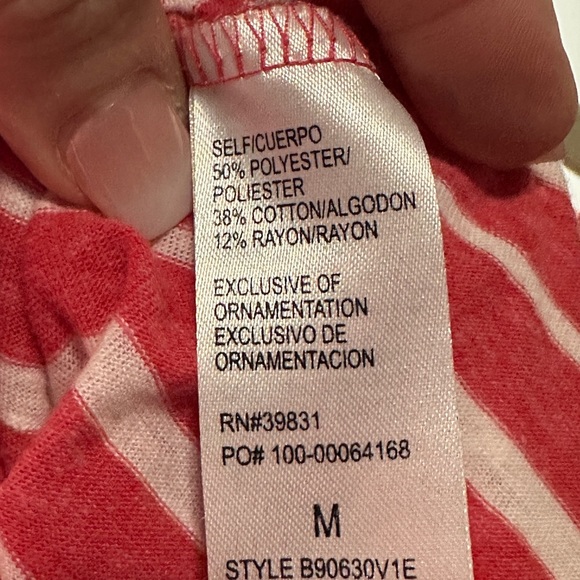 SELF/CUERPO
50% POLYESTER/
POLIESTER
38% COTTON/ALGODON
12% RAYON/RAYON
EXCLUSIVE OF
ORNAMENTATION
EXCLUSIVO DE
ORNAMENTACION
RN#39831
PO# 100-00064168
M
STYLE B90630V1E